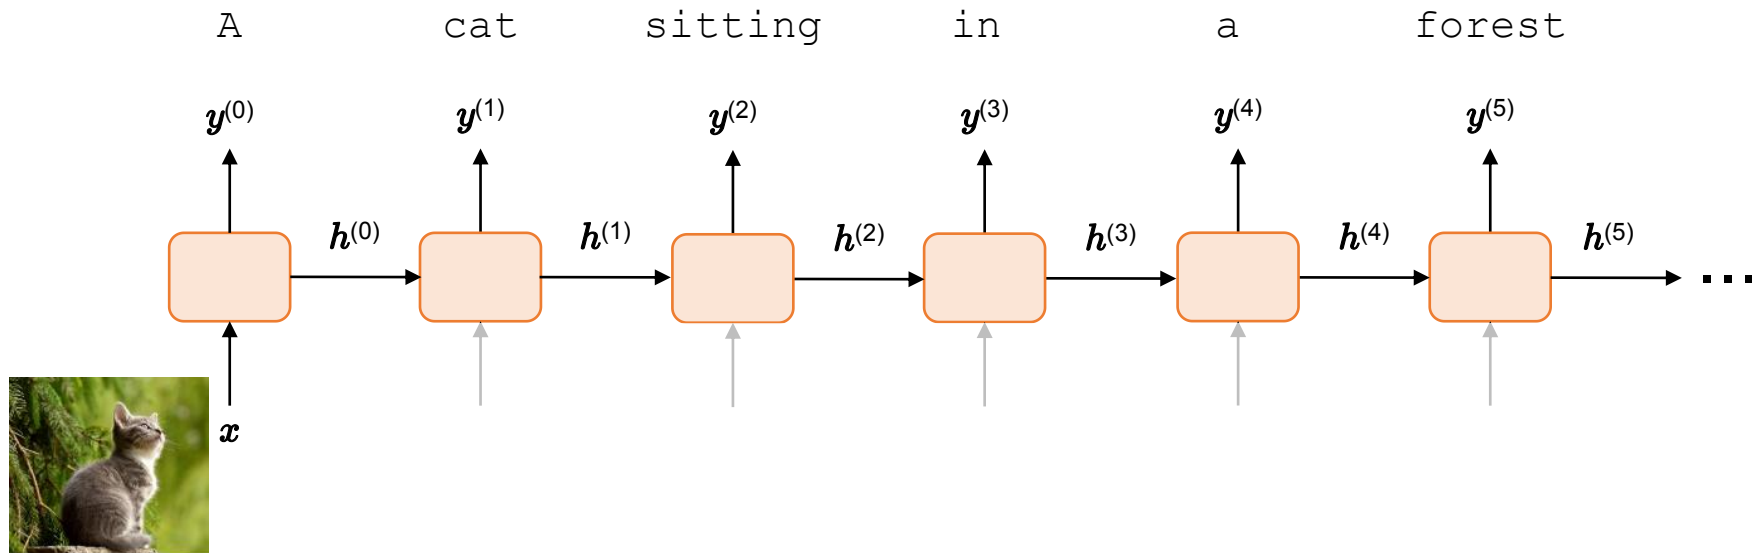 A cat sitting in a forest
y(0) y(1) y(2) y(3) y(4) y(5)
h(0) h(1) h(2) h(3) h(4) h(5)
...
x